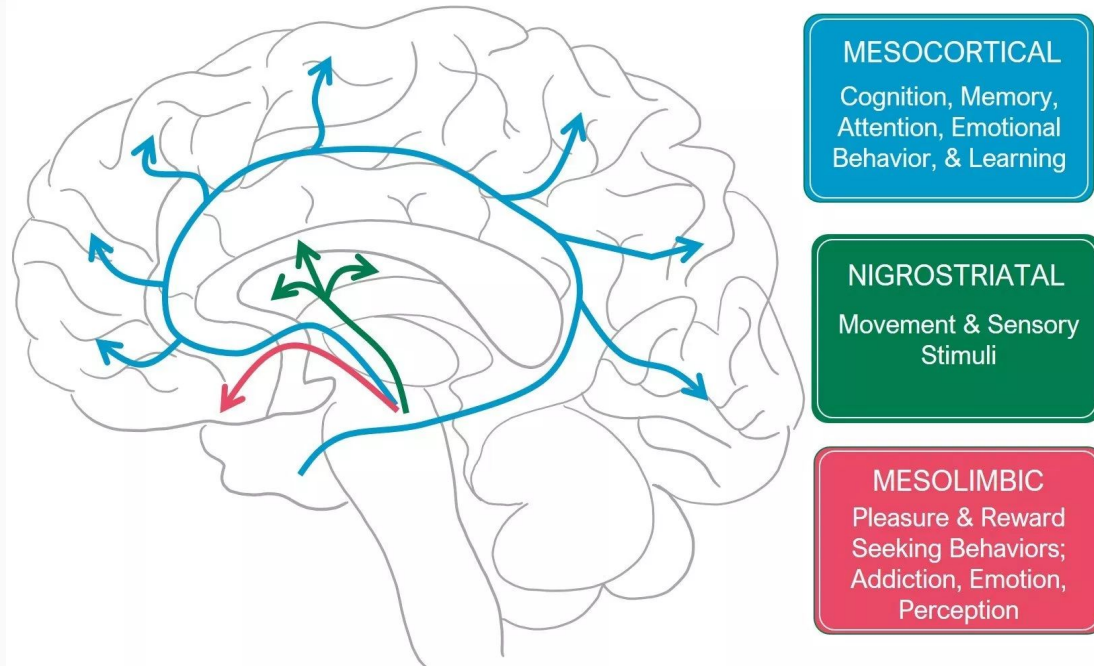 MESOCORTICAL
Cognition, Memory,
Attention, Emotional
Behavior, & Learning
NIGROSTRIATAL
Movement & Sensory
Stimuli
MESOLIMBIC
Pleasure & Reward
Seeking Behaviors;
Addiction, Emotion,
Perception